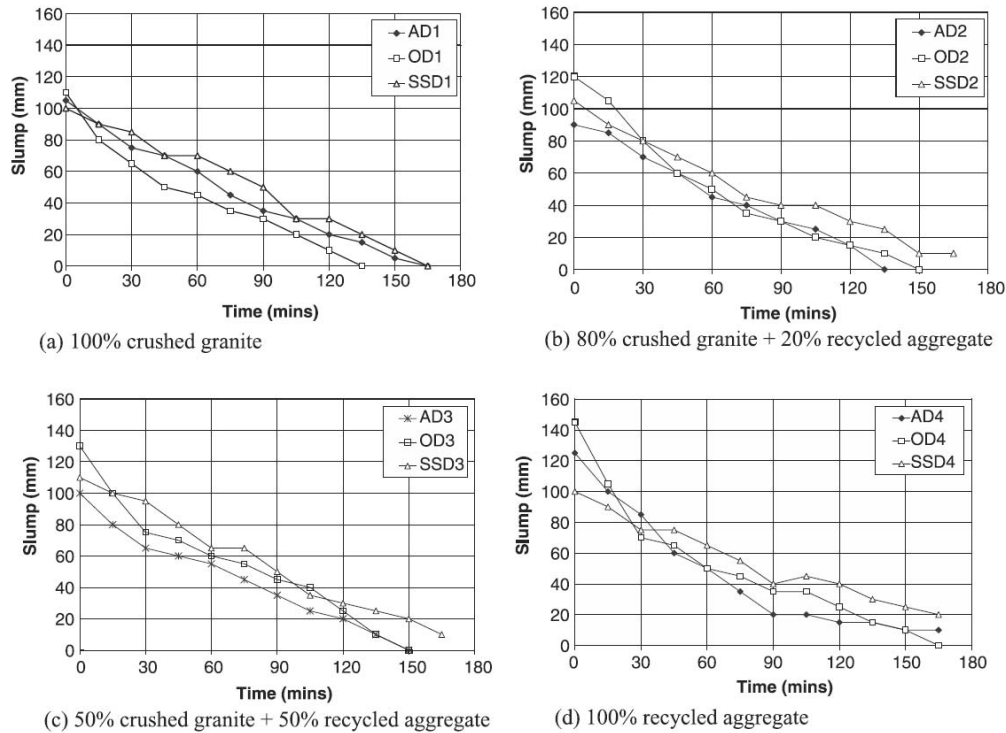 160
140
120
100
80
60
40
20
0
Slump (mm)
AD1
OD1
SSD1
0 30 60 90 120 150 180
Time (mins)
(a) 100% crushed granite
160
140
120
100
80
60
40
20
0
Slump (mm)
AD2
OD2
SSD2
0 30 60 90 120 150 180
Time (mins)
(b) 80% crushed granite + 20% recycled aggregate
160
140
120
100
80
60
40
20
0
Slump (mm)
AD3
OD3
SSD3
0 30 60 90 120 150 180
Time (mins)
(c) 50% crushed granite + 50% recycled aggregate
160
140
120
100
80
60
40
20
0
Slump (mm)
AD4
OD4
SSD4
0 30 60 90 120 150 180
Time (mins)
(d) 100% recycled aggregate